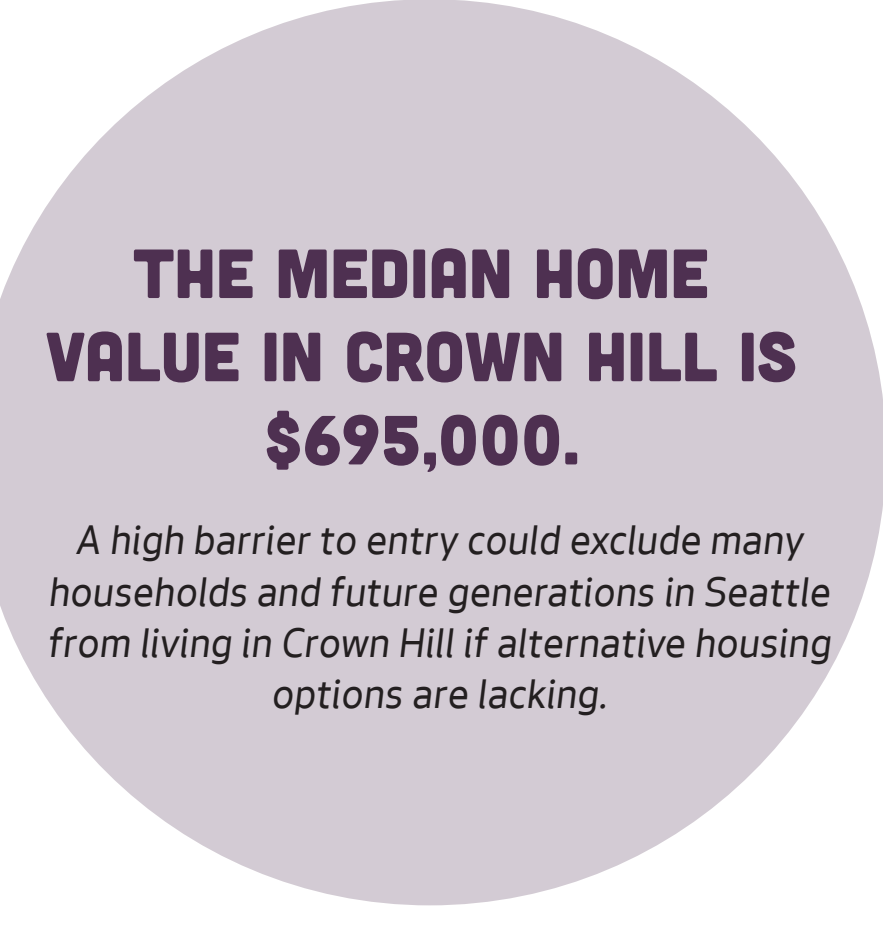 THE MEDIAN HOME
VALUE IN CROWN HILL IS
$695,000.
A high barrier to entry could exclude many
households and future generations in Seattle
from living in Crown Hill if alternative housing
options are lacking.